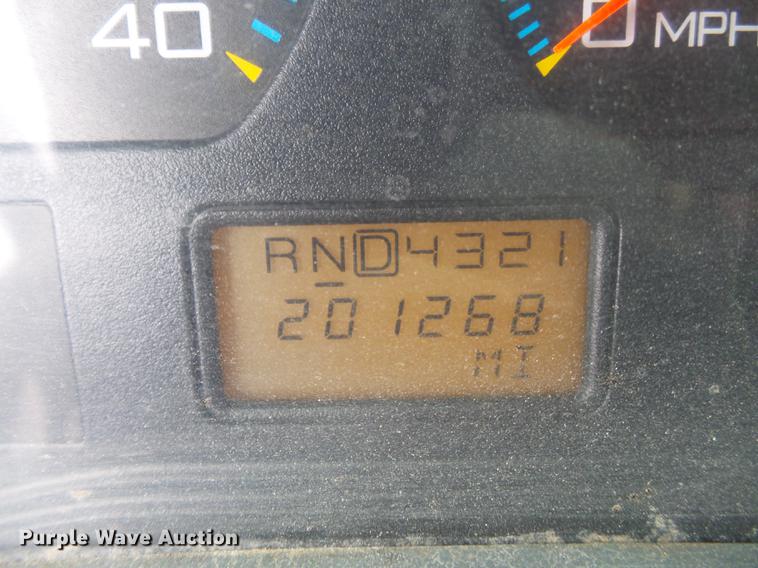 40
0 MPH
RND4321
201268
MI
Purple Wave Auction